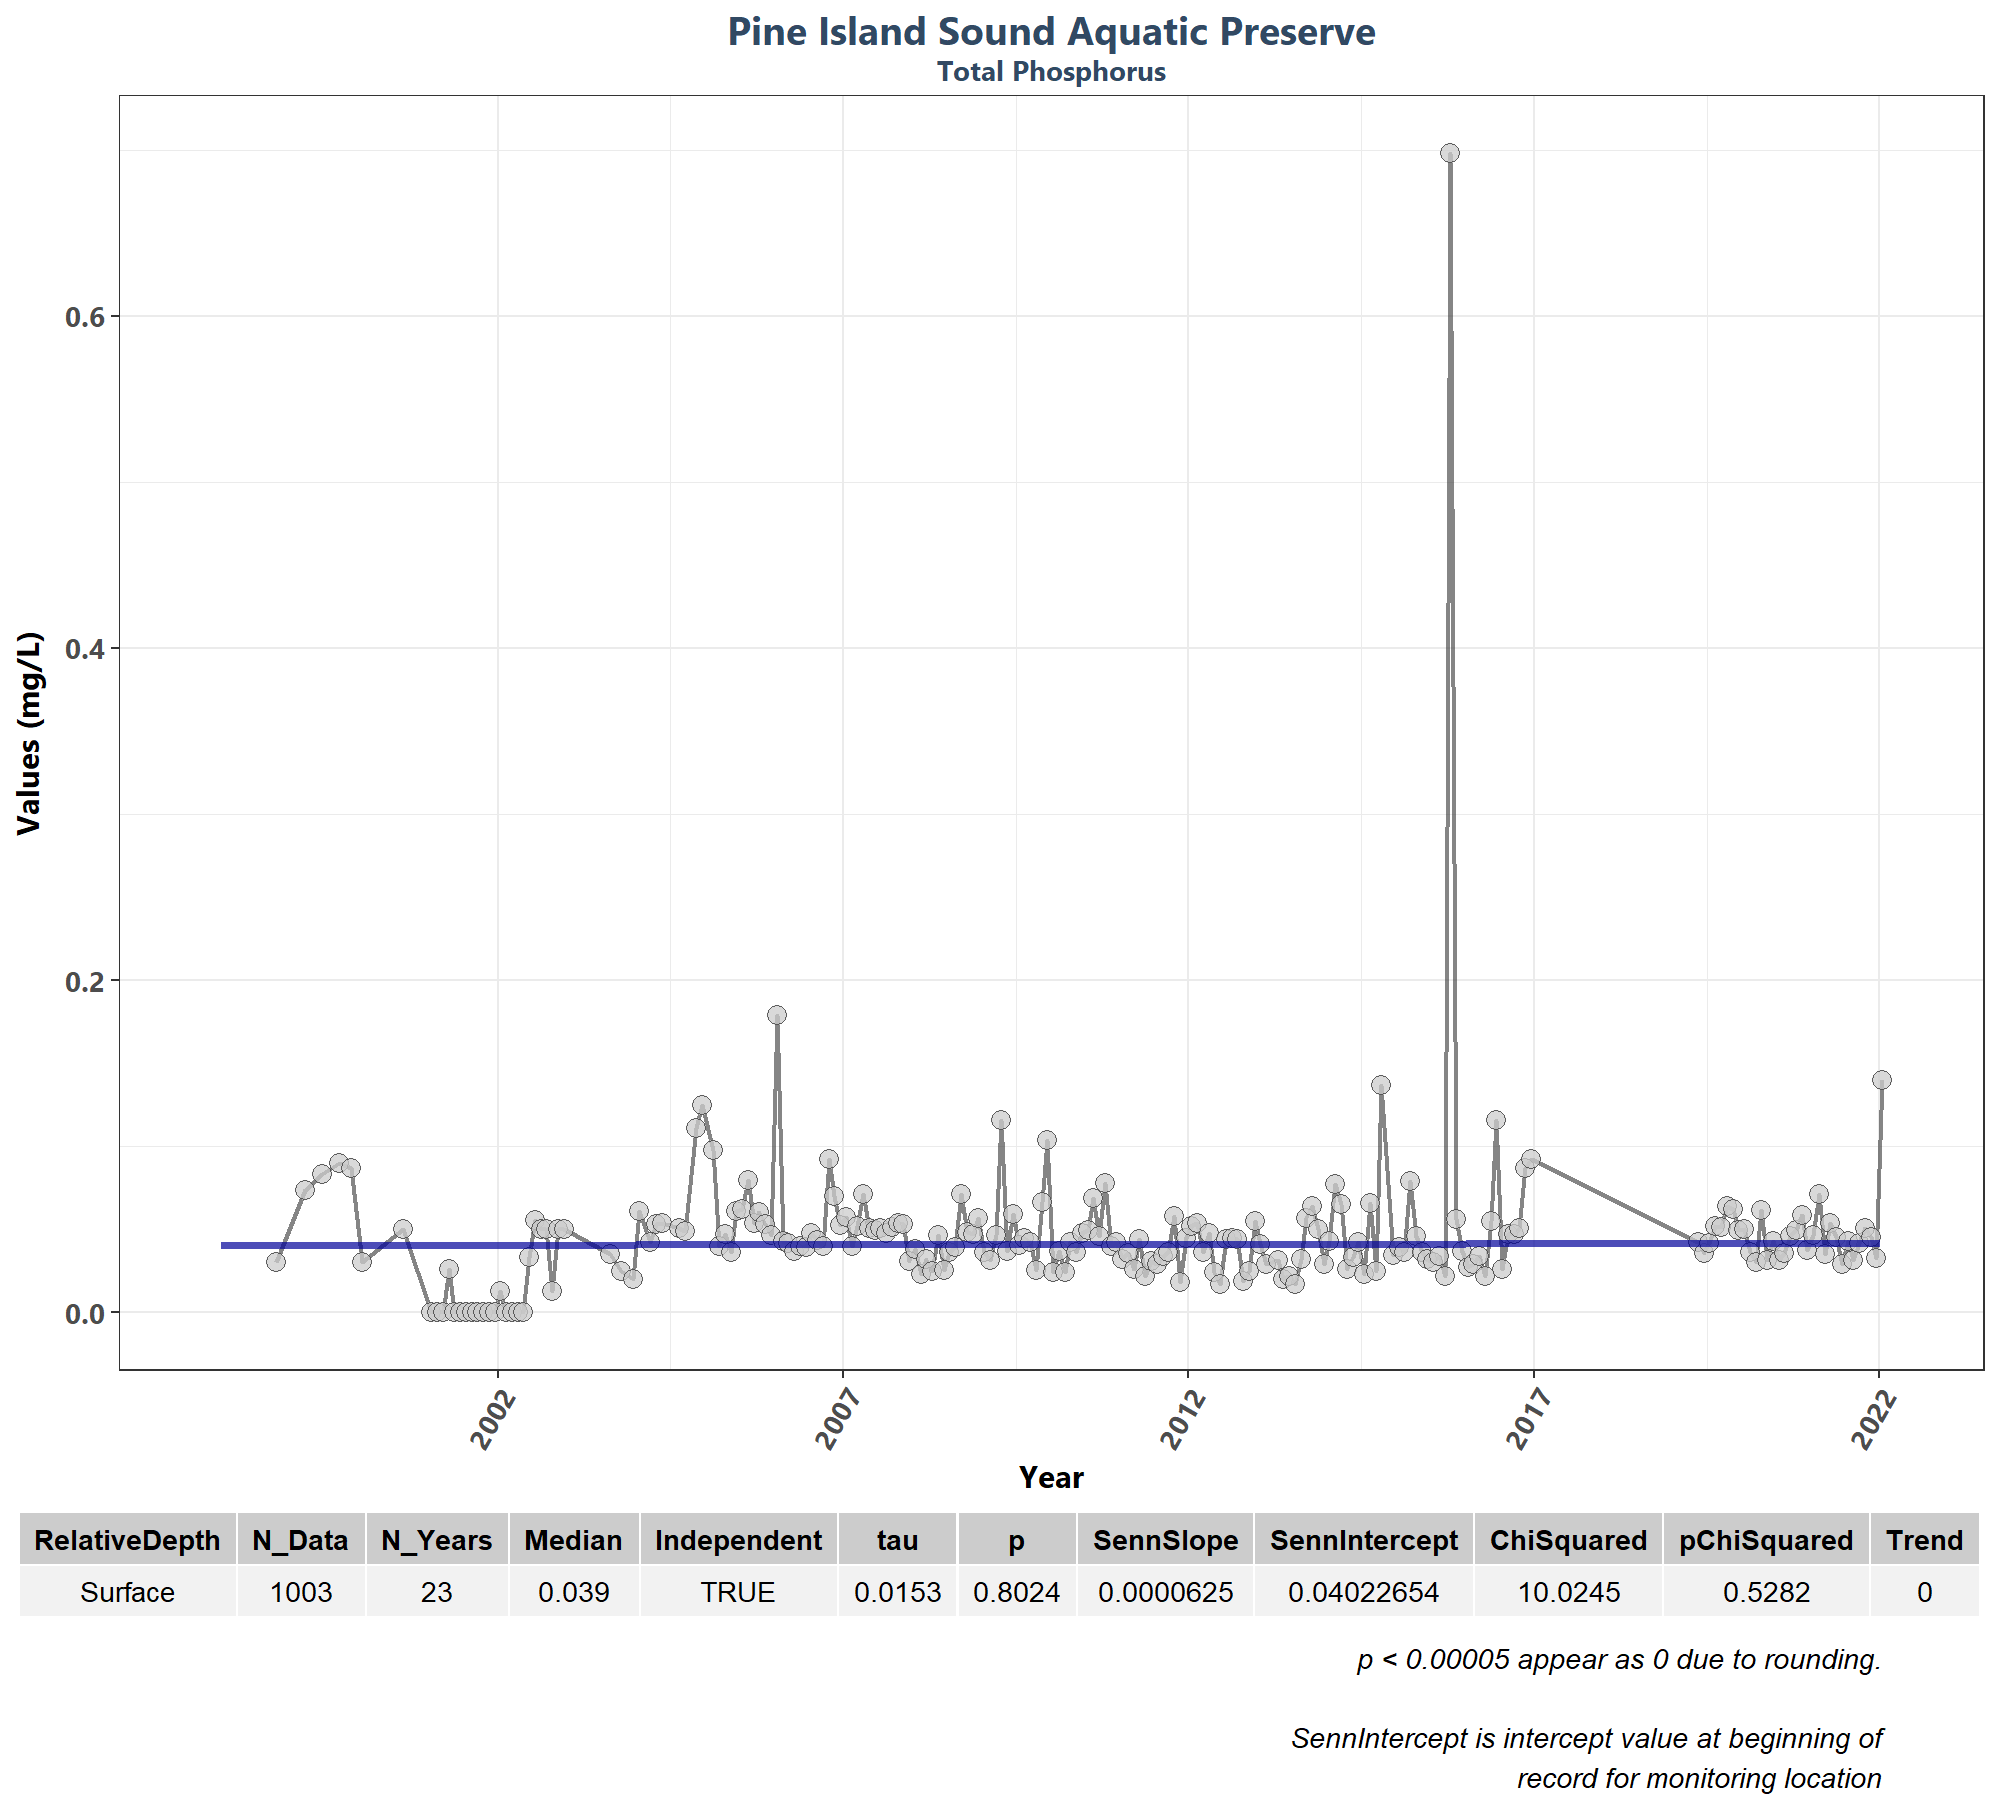 Pine Island Sound Aquatic Preserve
Total Phosphorus
Values (mg/L)
0.6
0.4
0.2
0.0
2002 2007 2012 2017 2022
Year
RelativeDepth N_Data N_Years Median Independent tau p SennSlope SennIntercept ChiSquared pChiSquared Trend
Surface 1003 23 0.039 TRUE 0.0153 0.8024 0.0000625 0.04022654 10.0245 0.5282 0
p < 0.00005 appear as 0 due to rounding.
SennIntercept is intercept value at beginning of
record for monitoring location